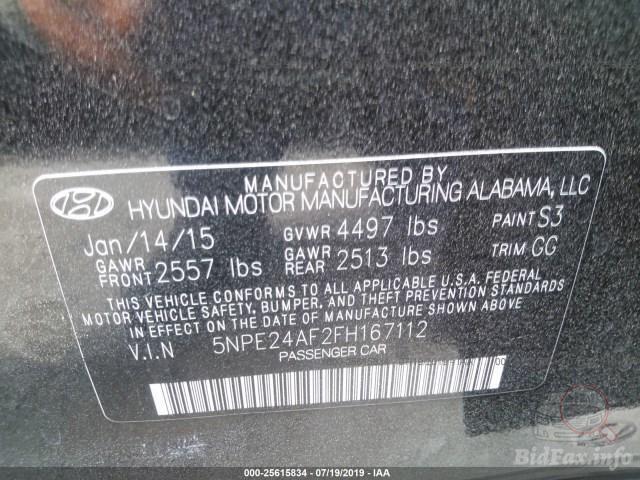 MANUFACTURED BY
HYUNDAI MOTOR MANUFACTURING ALABAMA, LLC
Jan/14/15 GVWR 4497 lbs PAINT S3
GAWR FRONT 2557 lbs GAWR REAR 2513 lbs TRIM GG
THIS VEHICLE CONFORMS TO ALL APPLICABLE U.S.A. FEDERAL
MOTOR VEHICLE SAFETY, BUMPER, AND THEFT PREVENTION STANDARDS
IN EFFECT ON THE DATE OF MANUFACTURE SHOWN ABOVE.
V.I.N 5NPE24AF2FH167112
PASSENGER CAR
BidFax.info
000-25615834 - 07/19/2019 - IAA